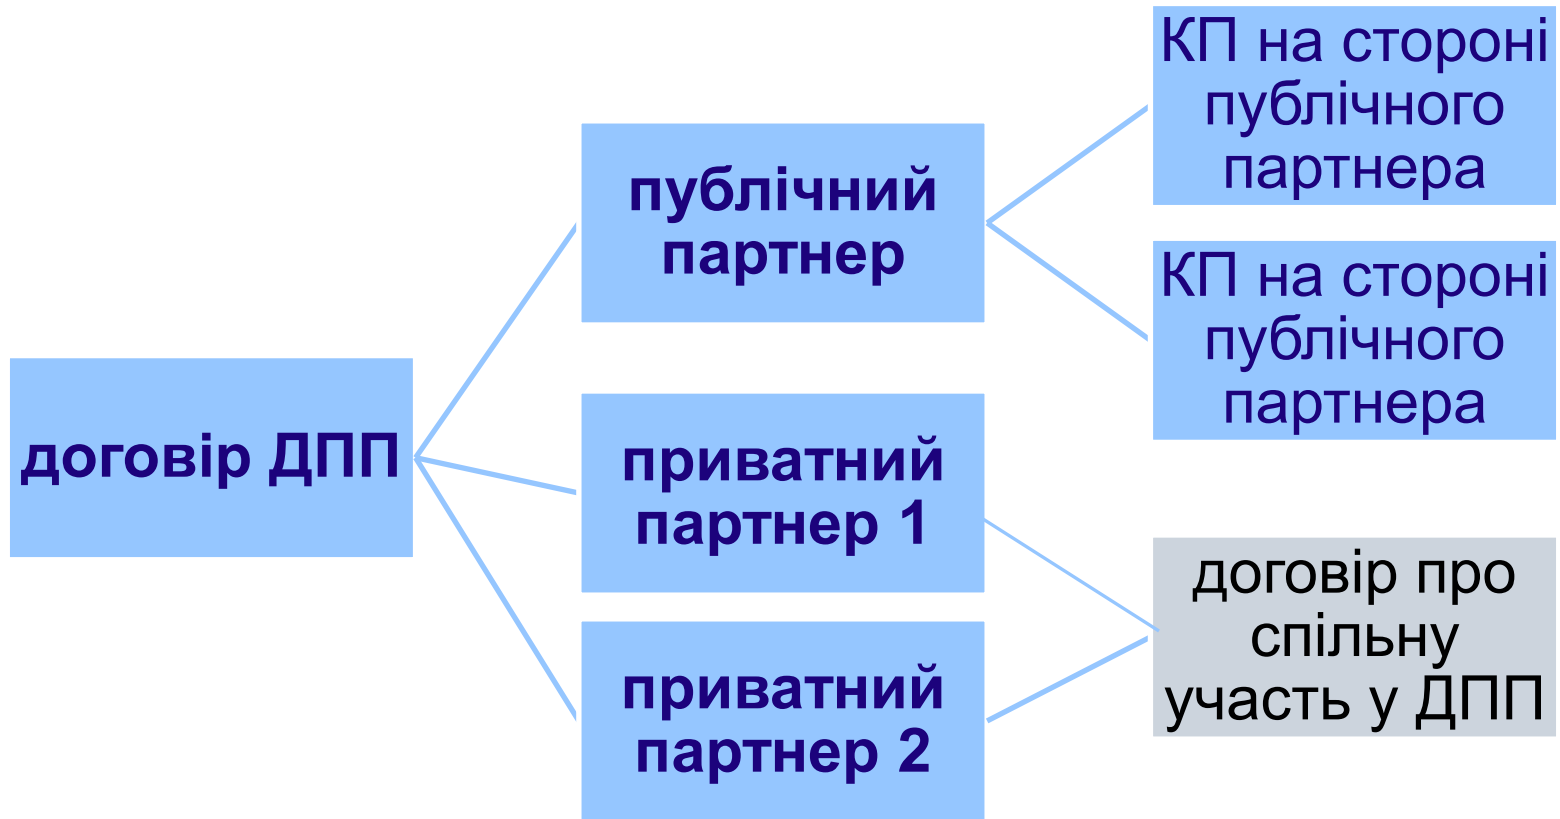 договір ДПП
публічний
партнер
приватний
партнер 1
приватний
партнер 2
КП на стороні
публічного
партнера
КП на стороні
публічного
партнера
договір про
спільну
участь у ДПП